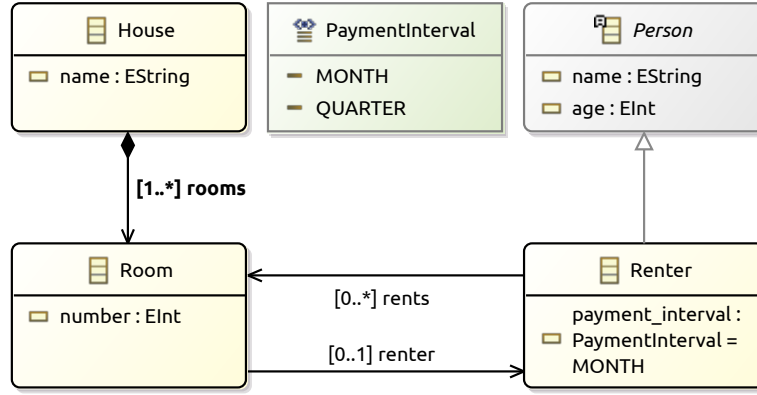 House
name : EString
PaymentInterval
MONTH
QUARTER
Person
name : EString
age : EInt
[1..*] rooms
Room
number : EInt
[0..*] rents
[0..1] renter
Renter
payment_interval :
PaymentInterval =
MONTH